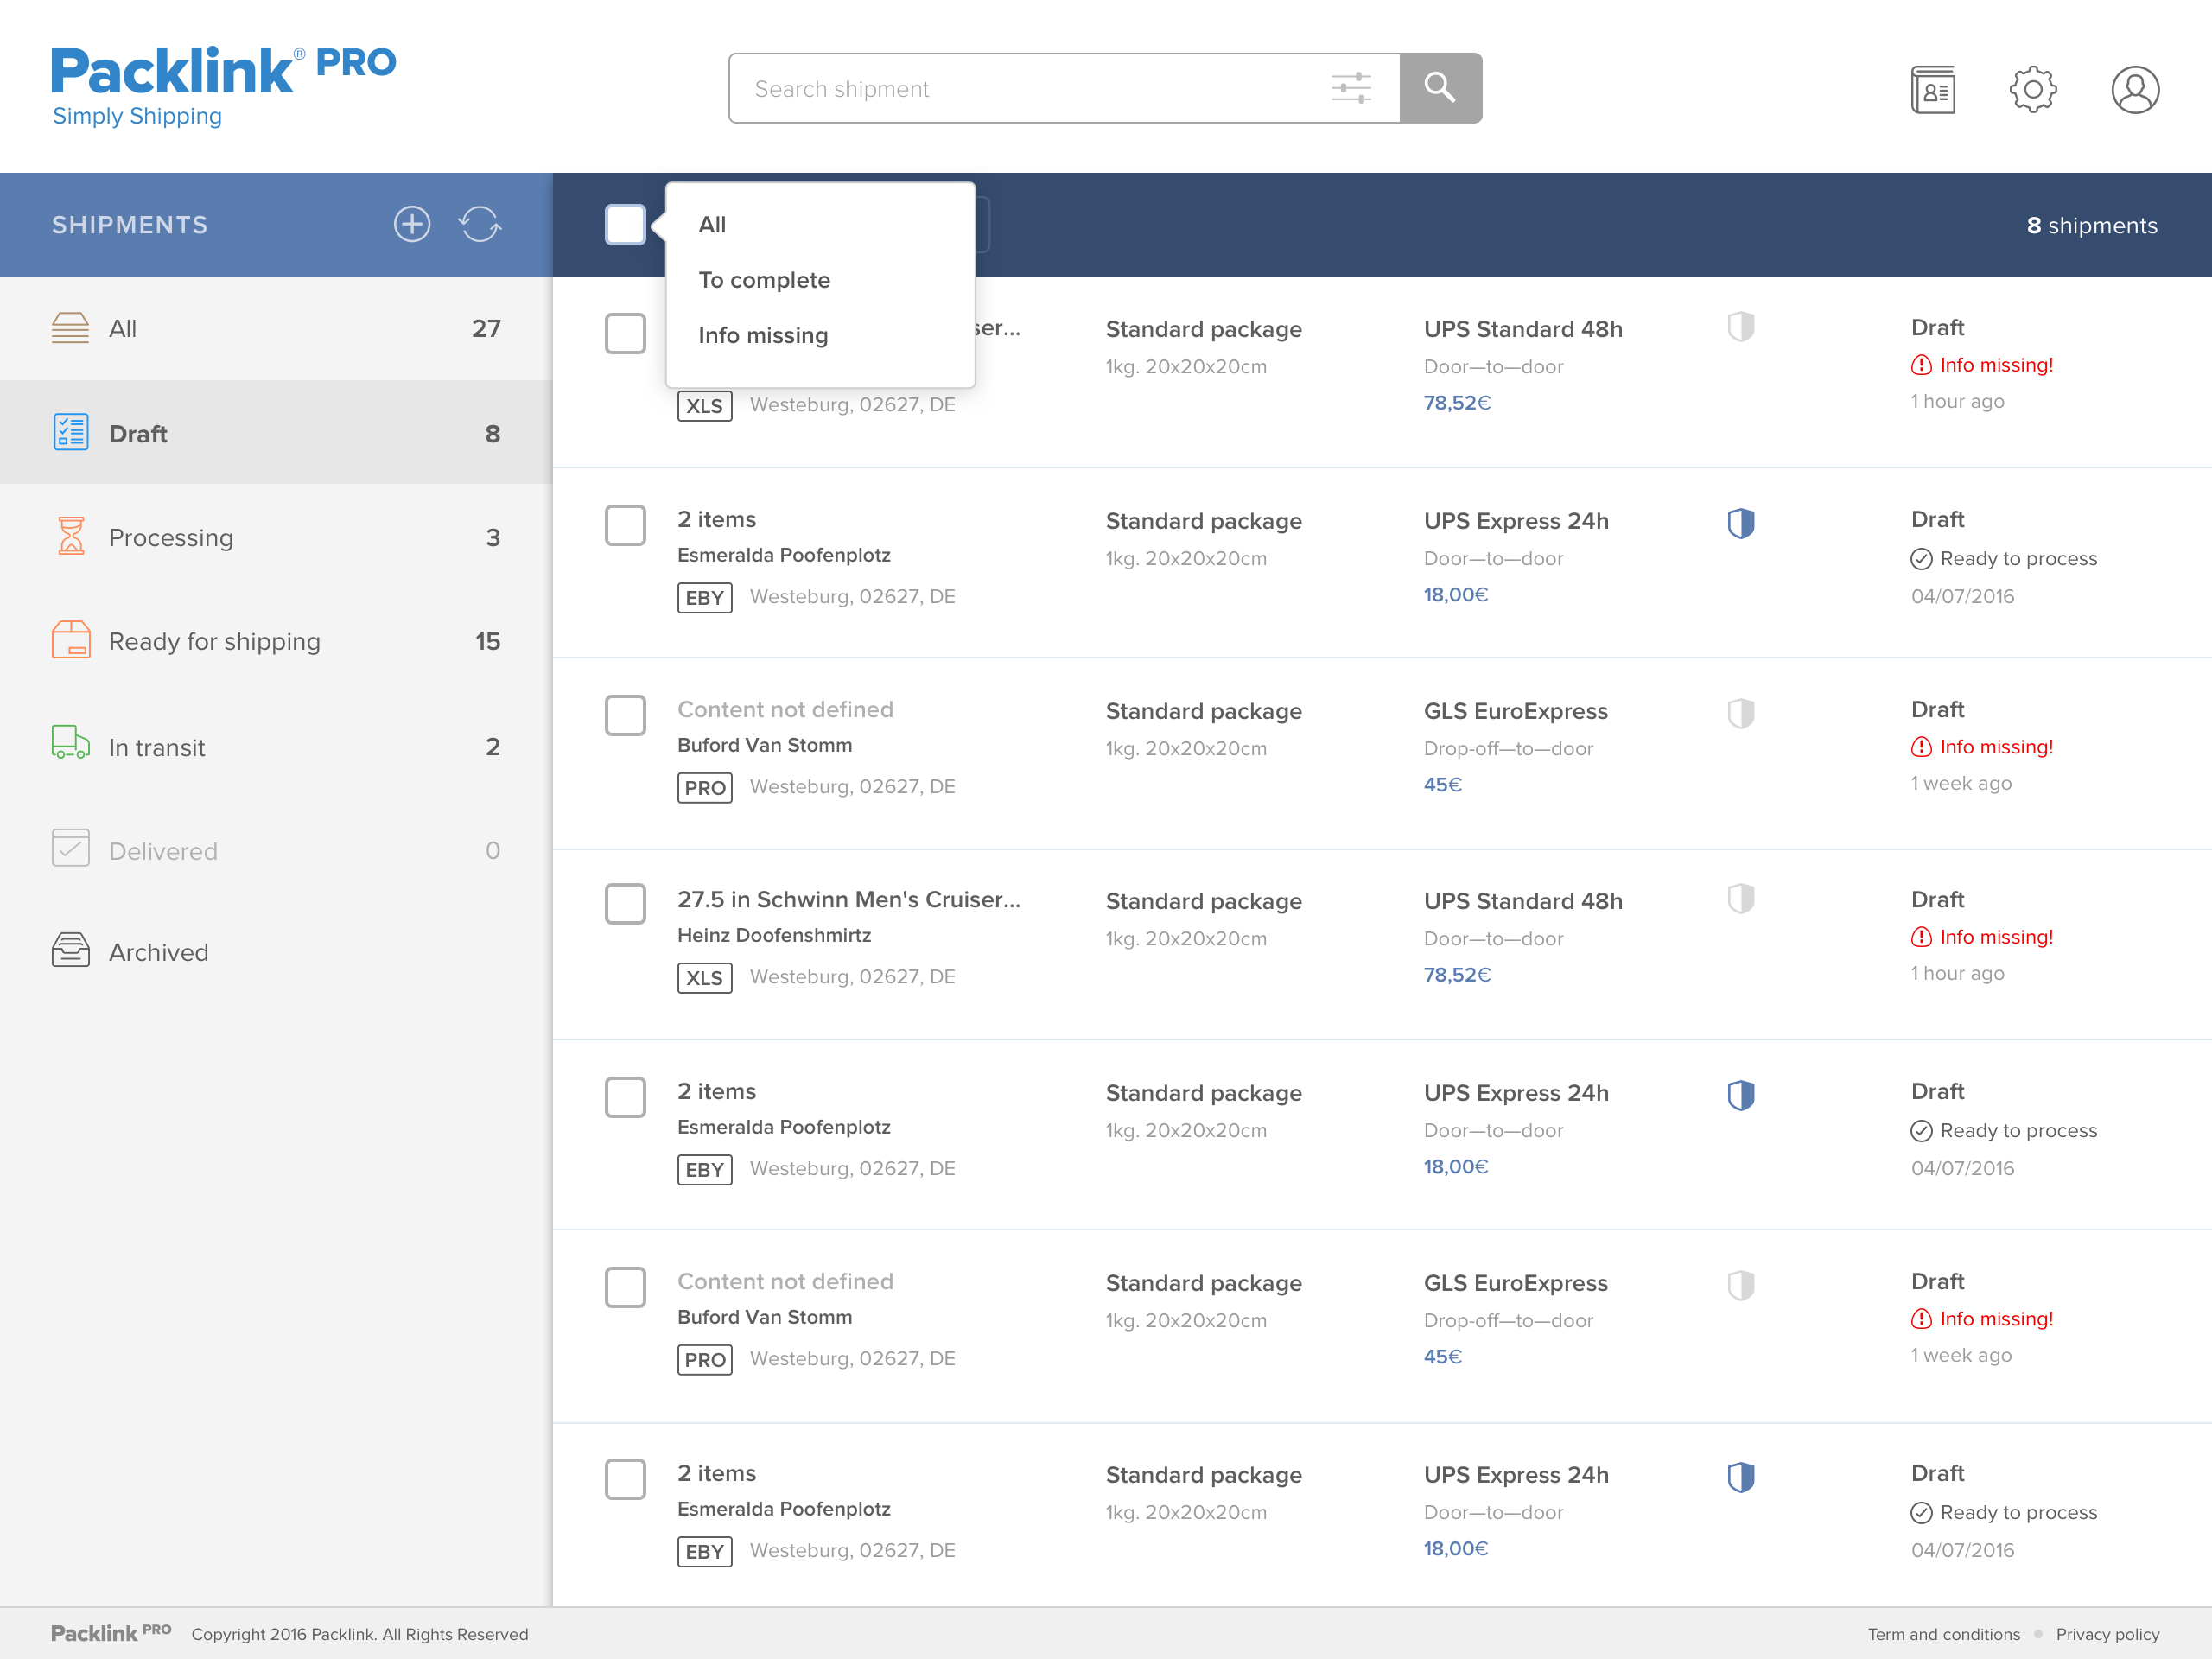 Packlink® PRO
Simply Shipping
Search shipment
SHIPMENTS
8 shipments
All
To complete
Info missing
All 27
Draft 8
Processing 3
Ready for shipping 15
In transit 2
Delivered 0
Archived
ser...
XLS Westeburg, 02627, DE
Standard package
1kg. 20x20x20cm
UPS Standard 48h
Door—to—door
78,52€
Draft
Info missing!
1 hour ago
2 items
Esmeralda Poofenplotz
EBY Westeburg, 02627, DE
Standard package
1kg. 20x20x20cm
UPS Express 24h
Door—to—door
18,00€
Draft
Ready to process
04/07/2016
Content not defined
Buford Van Stomm
PRO Westeburg, 02627, DE
Standard package
1kg. 20x20x20cm
GLS EuroExpress
Drop-off—to—door
45€
Draft
Info missing!
1 week ago
27.5 in Schwinn Men's Cruiser...
Heinz Doofenshmirtz
XLS Westeburg, 02627, DE
Standard package
1kg. 20x20x20cm
UPS Standard 48h
Door—to—door
78,52€
Draft
Info missing!
1 hour ago
2 items
Esmeralda Poofenplotz
EBY Westeburg, 02627, DE
Standard package
1kg. 20x20x20cm
UPS Express 24h
Door—to—door
18,00€
Draft
Ready to process
04/07/2016
Content not defined
Buford Van Stomm
PRO Westeburg, 02627, DE
Standard package
1kg. 20x20x20cm
GLS EuroExpress
Drop-off—to—door
45€
Draft
Info missing!
1 week ago
2 items
Esmeralda Poofenplotz
EBY Westeburg, 02627, DE
Standard package
1kg. 20x20x20cm
UPS Express 24h
Door—to—door
18,00€
Draft
Ready to process
04/07/2016
Packlink PRO Copyright 2016 Packlink. All Rights Reserved
Term and conditions Privacy policy